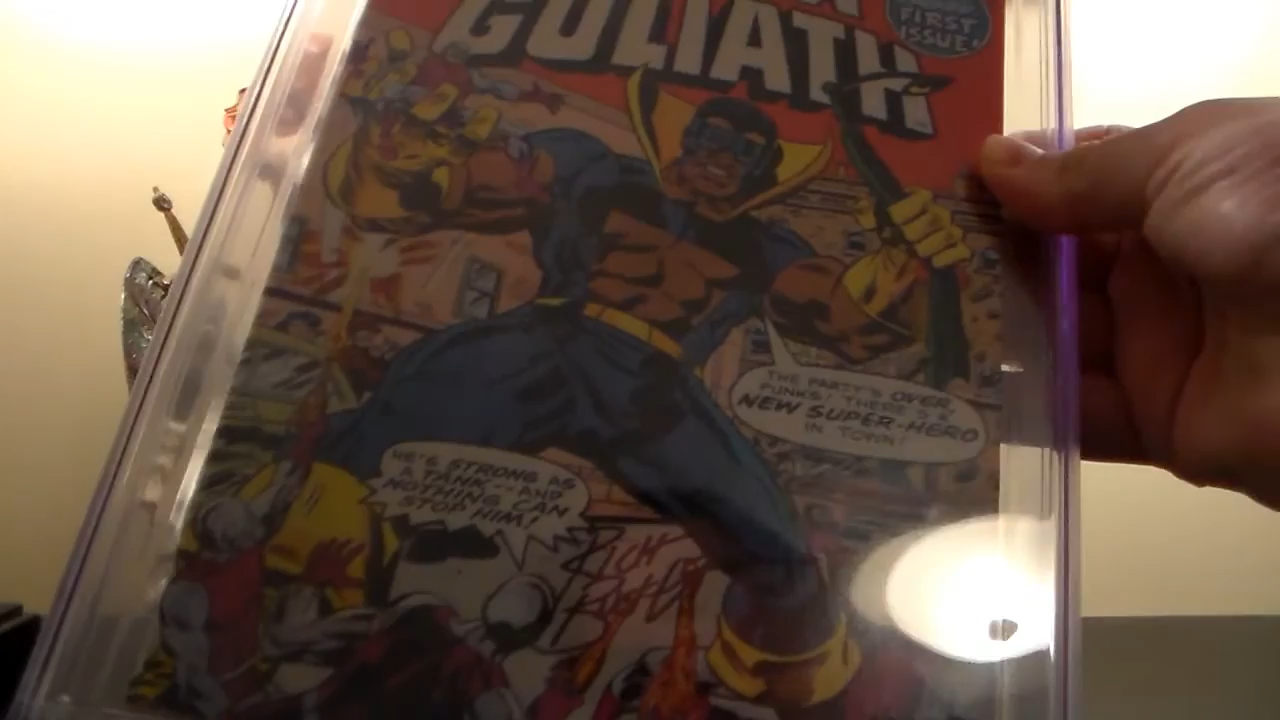 GOLIATH
FIRST
ISSUE!
THE PARTY'S OVER,
PUNKS! THERE'S A
NEW SUPER-HERO
IN TOWN!
HE'S STRONG AS
A TANK--AND
NOTHING CAN
STOP HIM!
RICH